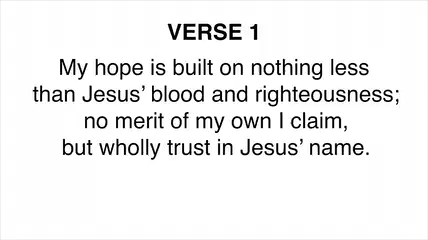 VERSE 1
My hope is built on nothing less
than Jesus’ blood and righteousness;
no merit of my own I claim,
but wholly trust in Jesus’ name.